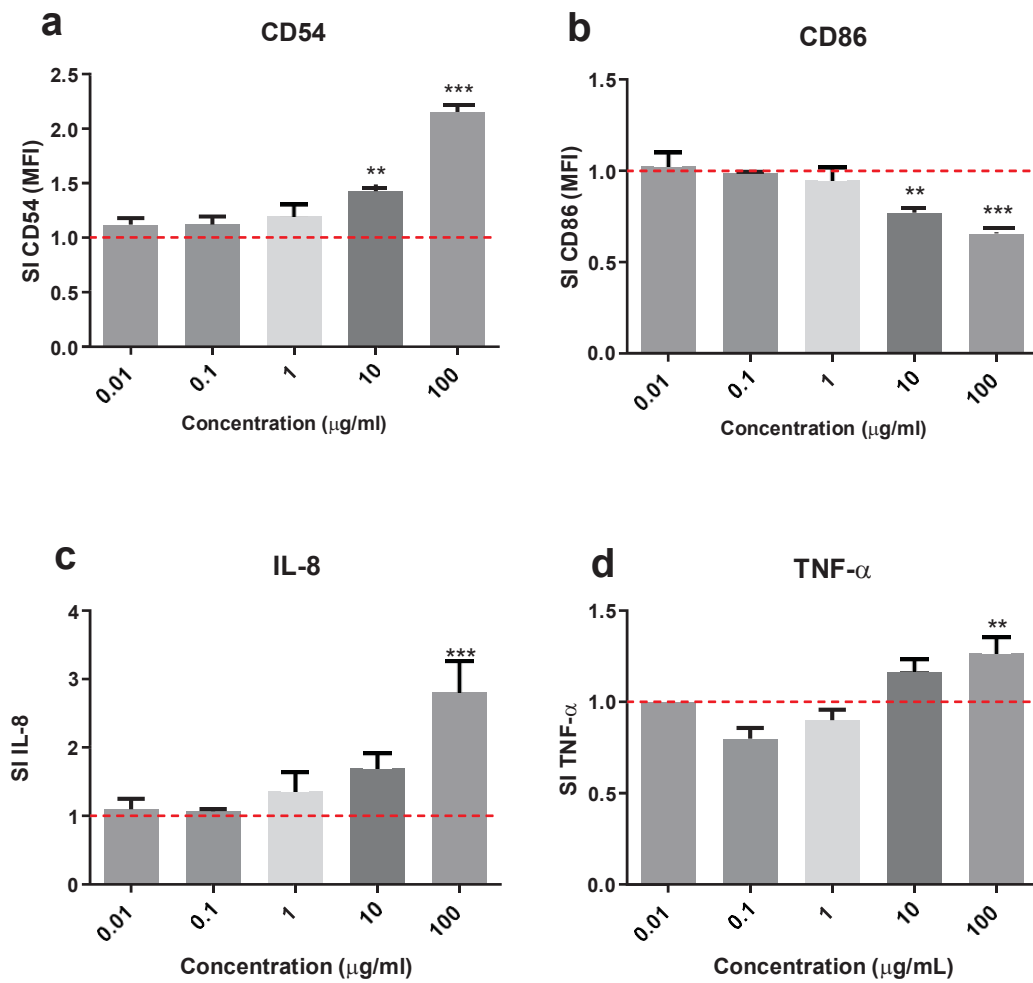 a
CD54
SI CD54 (MFI)
2.5
2.0
1.5
1.0
0.5
0.0
**
***
0.01
0.1
1
10
100
Concentration (μg/ml)
b
CD86
SI CD86 (MFI)
1.5
1.0
0.5
0.0
**
***
0.01
0.1
1
10
100
Concentration (μg/ml)
c
IL-8
SI IL-8
4
3
2
1
0
***
0.01
0.1
1
10
100
Concentration (μg/ml)
d
TNF-α
SI TNF-α
1.5
1.0
0.5
0.0
**
0.01
0.1
1
10
100
Concentration (μg/mL)